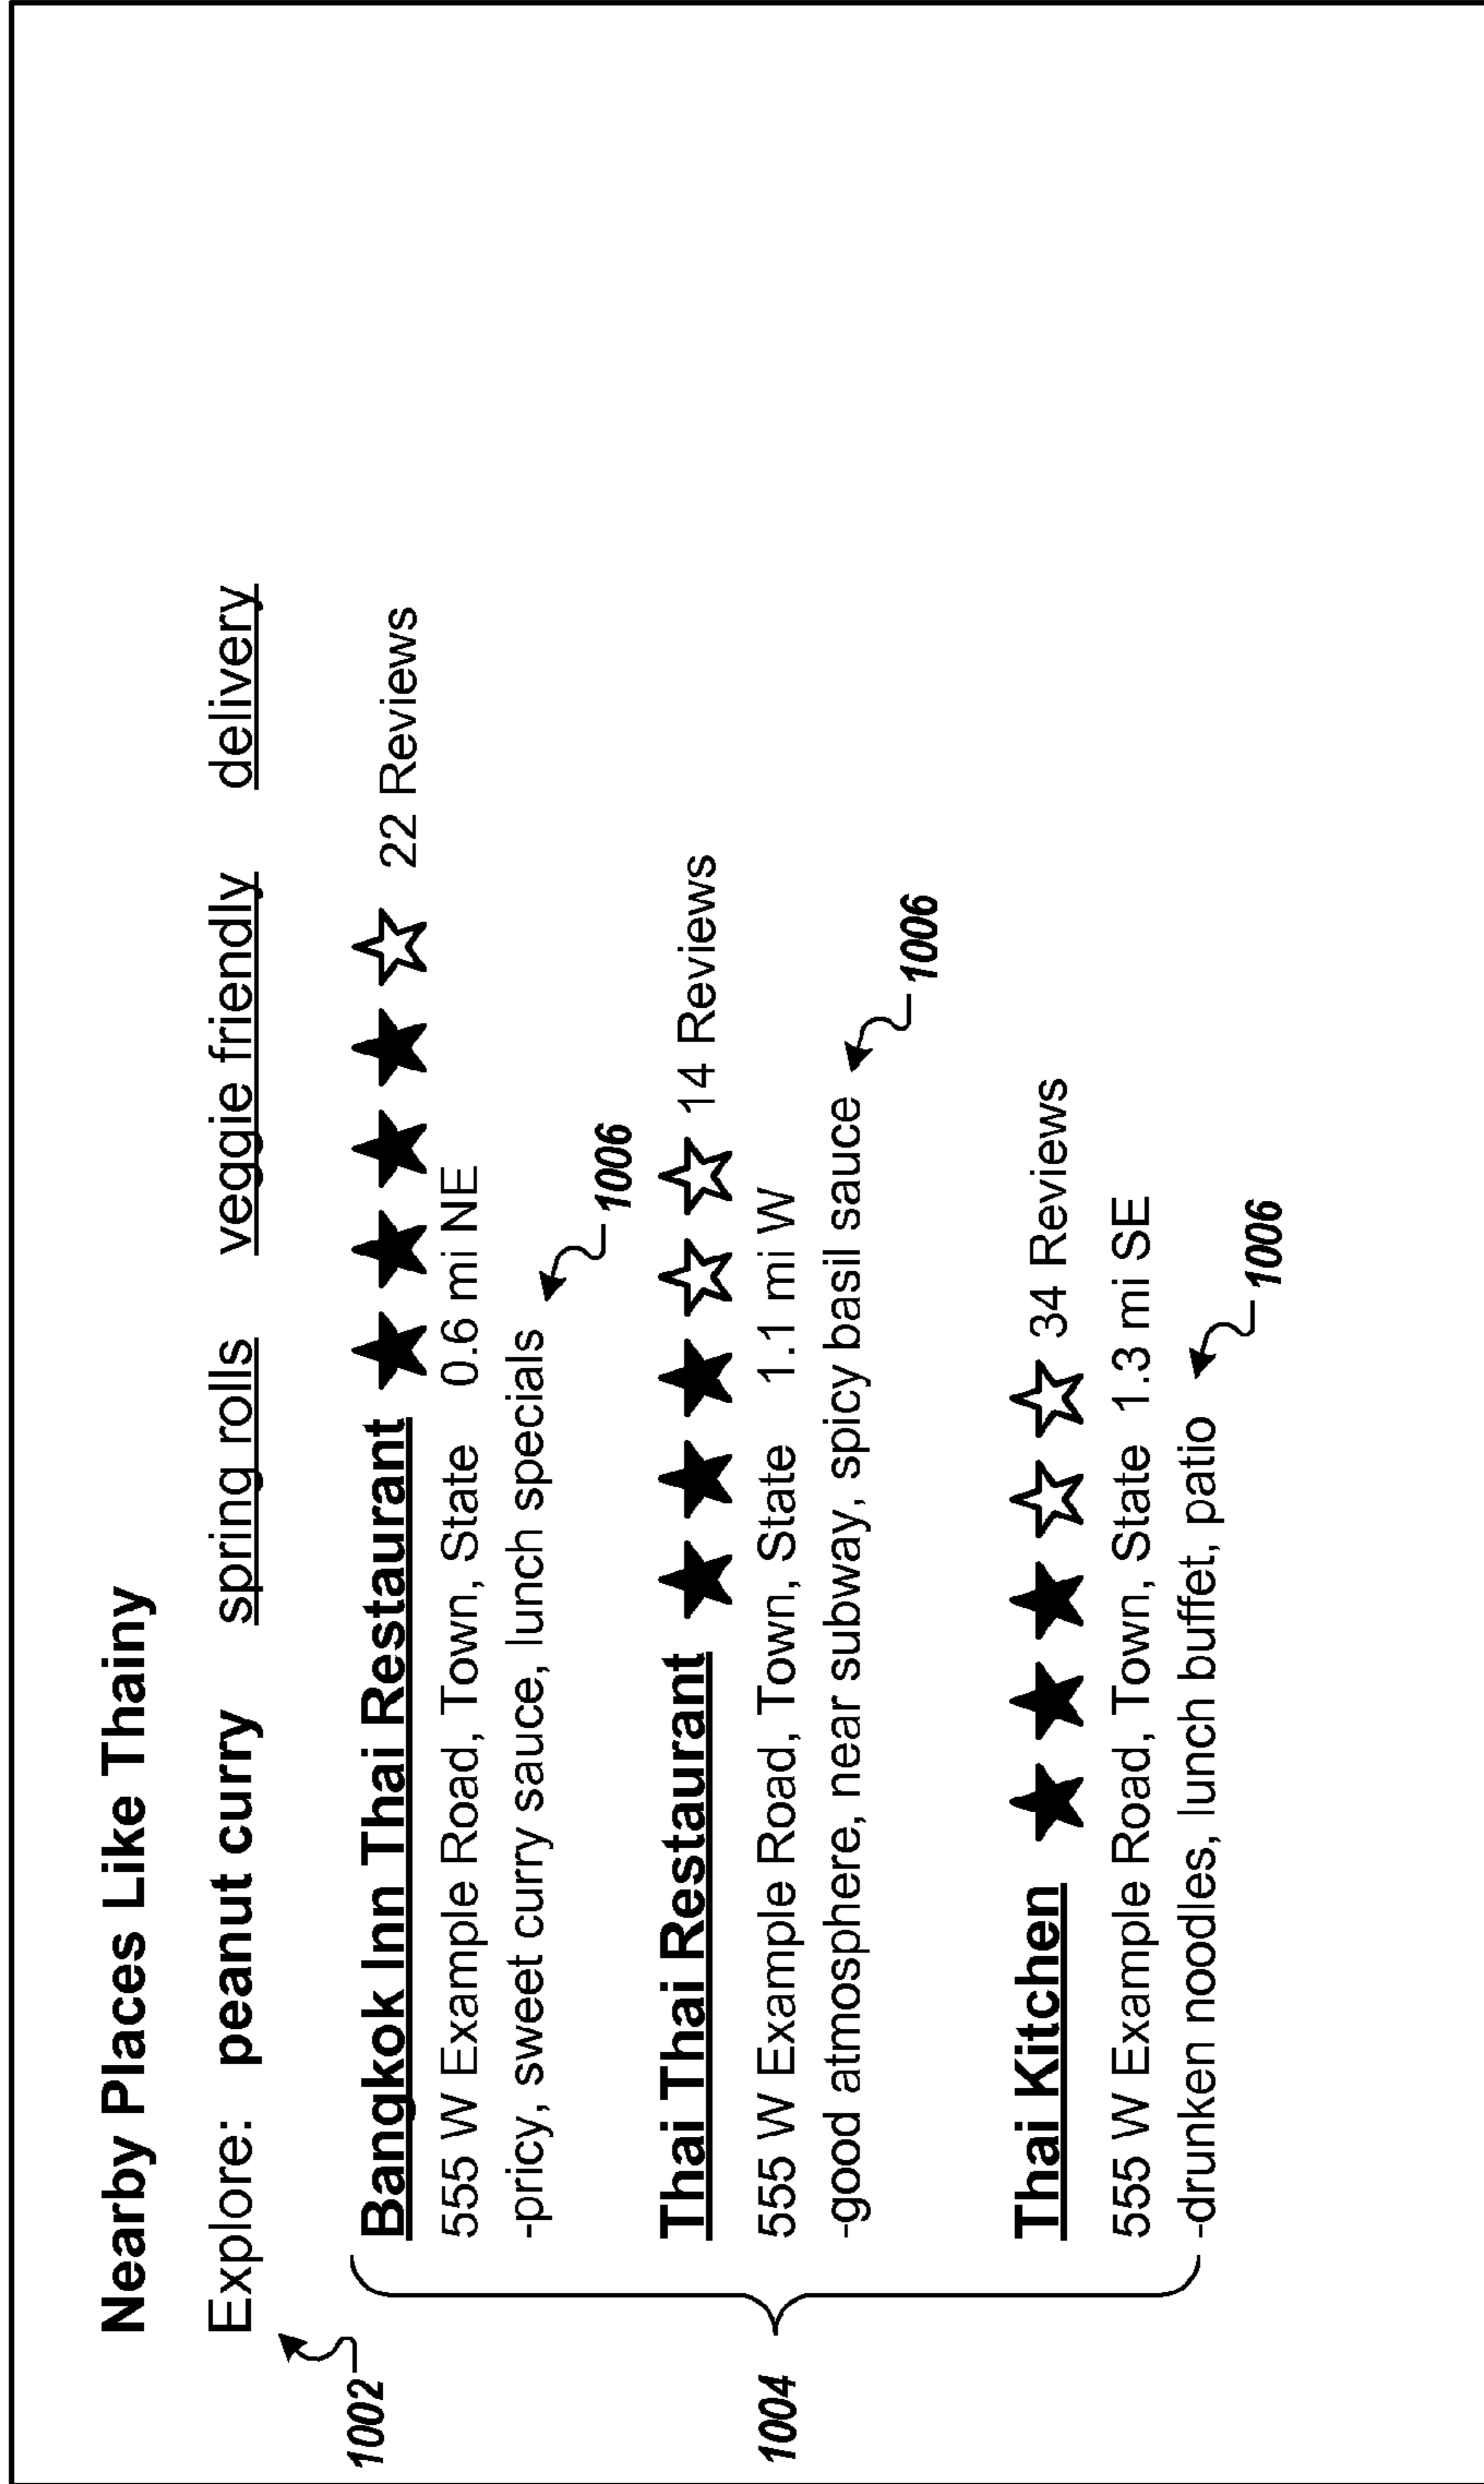 Nearby Places Like Thainy
Explore: peanut curry spring rolls veggie friendly delivery
1002
Bangkok Inn Thai Restaurant 22 Reviews
555 W Example Road, Town, State 0.6 mi NE
-pricy, sweet curry sauce, lunch specials
1006
Thai Thai Restaurant 14 Reviews
555 W Example Road, Town, State 1.1 mi W
-good atmosphere, near subway, spicy basil sauce
1006
1004
Thai Kitchen 34 Reviews
555 W Example Road, Town, State 1.3 mi SE
-drunken noodles, lunch buffet, patio
1006